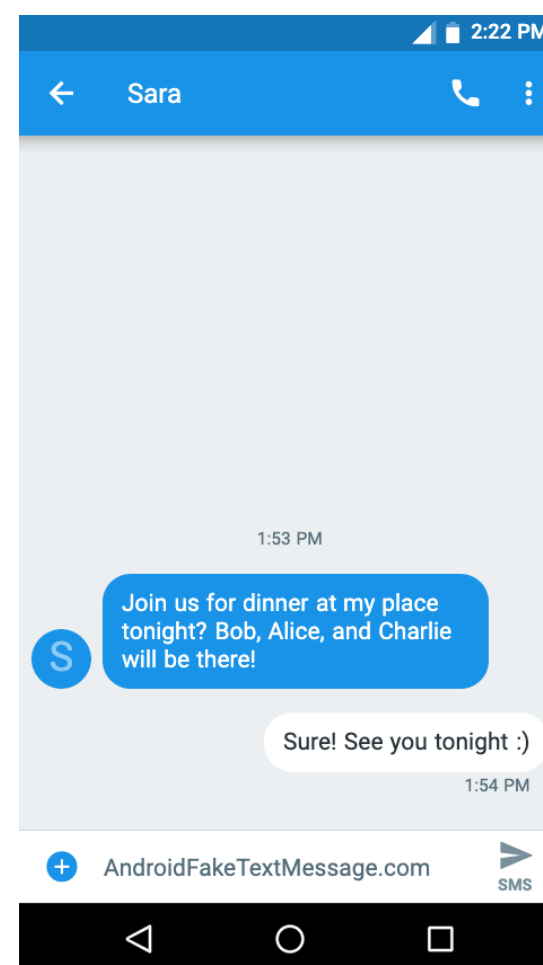 2:22 PM
Sara
1:53 PM
Join us for dinner at my place
tonight? Bob, Alice, and Charlie
will be there!
S
Sure! See you tonight :)
1:54 PM
AndroidFakeTextMessage.com
SMS